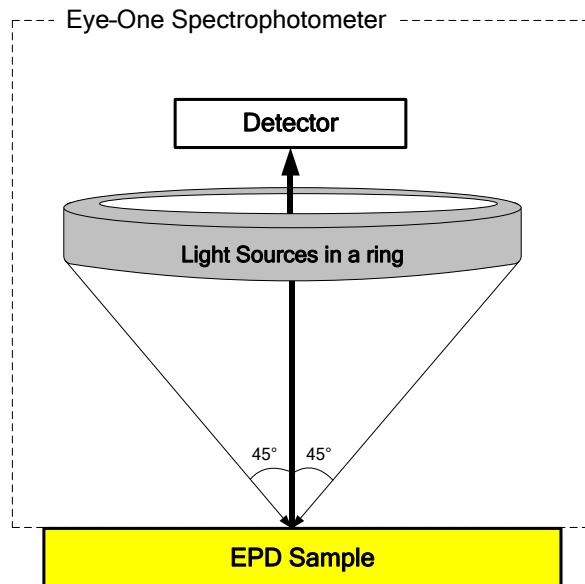 Eye-One Spectrophotometer
Detector
Light Sources in a ring
45° 45°
EPD Sample